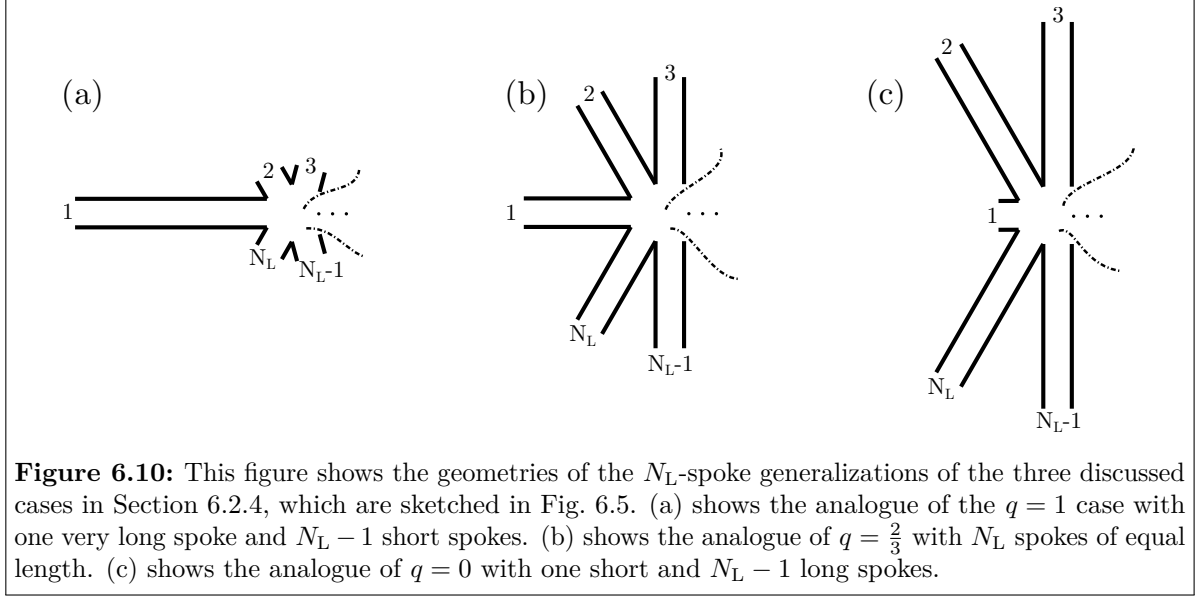 (a)
1
2
3
. . .
N_L
N_L-1
(b)
1
2
3
. . .
N_L
N_L-1
(c)
1
2
3
. . .
N_L
N_L-1
Figure 6.10: This figure shows the geometries of the N_L-spoke generalizations of the three discussed
cases in Section 6.2.4, which are sketched in Fig. 6.5. (a) shows the analogue of the q = 1 case with
one very long spoke and N_L − 1 short spokes. (b) shows the analogue of q = 2/3 with N_L spokes of equal
length. (c) shows the analogue of q = 0 with one short and N_L − 1 long spokes.